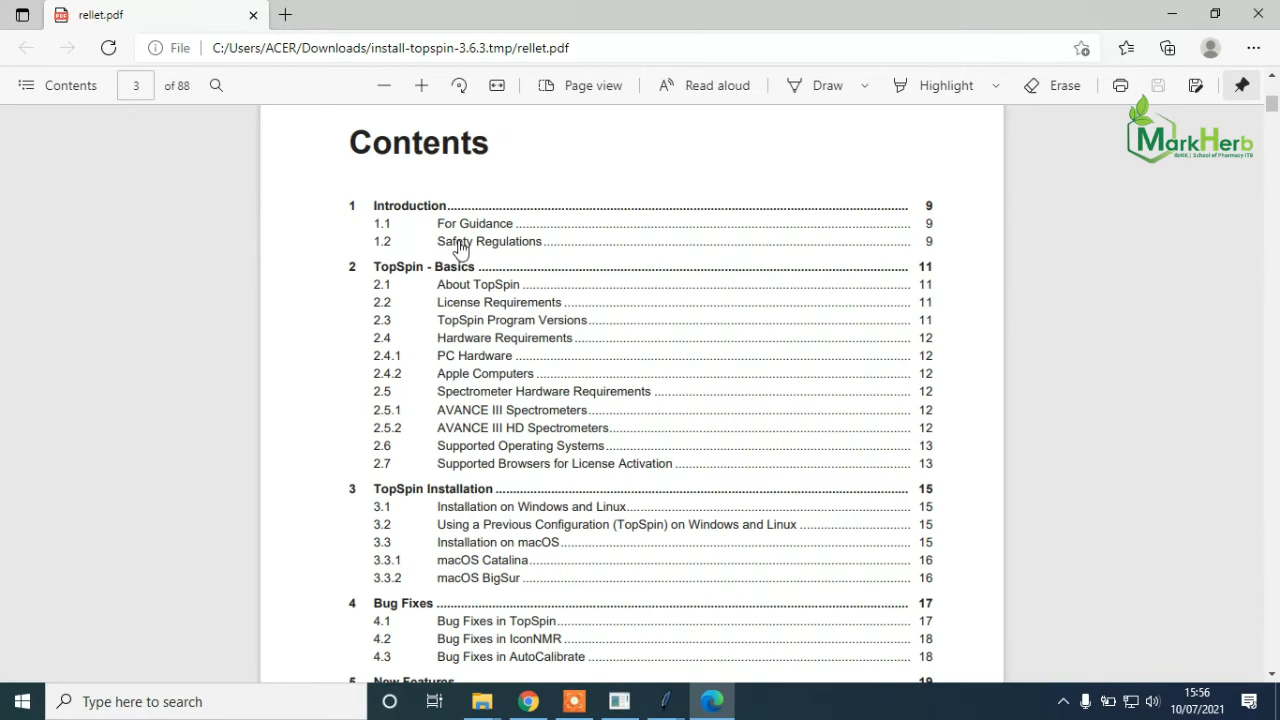 rellet.pdf
File
C:/Users/ACER/Downloads/install-topspin-3.6.3.tmp/rellet.pdf
Contents 3 of 88 Page view Read aloud Draw Highlight Erase
MarkHerb
©IKK | School of Pharmacy ITB
Contents
1 Introduction 9
1.1 For Guidance 9
1.2 Safety Regulations 9
2 TopSpin - Basics 11
2.1 About TopSpin 11
2.2 License Requirements 11
2.3 TopSpin Program Versions 11
2.4 Hardware Requirements 12
2.4.1 PC Hardware 12
2.4.2 Apple Computers 12
2.5 Spectrometer Hardware Requirements 12
2.5.1 AVANCE III Spectrometers 12
2.5.2 AVANCE III HD Spectrometers 12
2.6 Supported Operating Systems 13
2.7 Supported Browsers for License Activation 13
3 TopSpin Installation 15
3.1 Installation on Windows and Linux 15
3.2 Using a Previous Configuration (TopSpin) on Windows and Linux 15
3.3 Installation on macOS 15
3.3.1 macOS Catalina 16
3.3.2 macOS BigSur 16
4 Bug Fixes 17
4.1 Bug Fixes in TopSpin 17
4.2 Bug Fixes in IconNMR 18
4.3 Bug Fixes in AutoCalibrate 18
5 New Features 19
Type here to search
15:56
10/07/2021